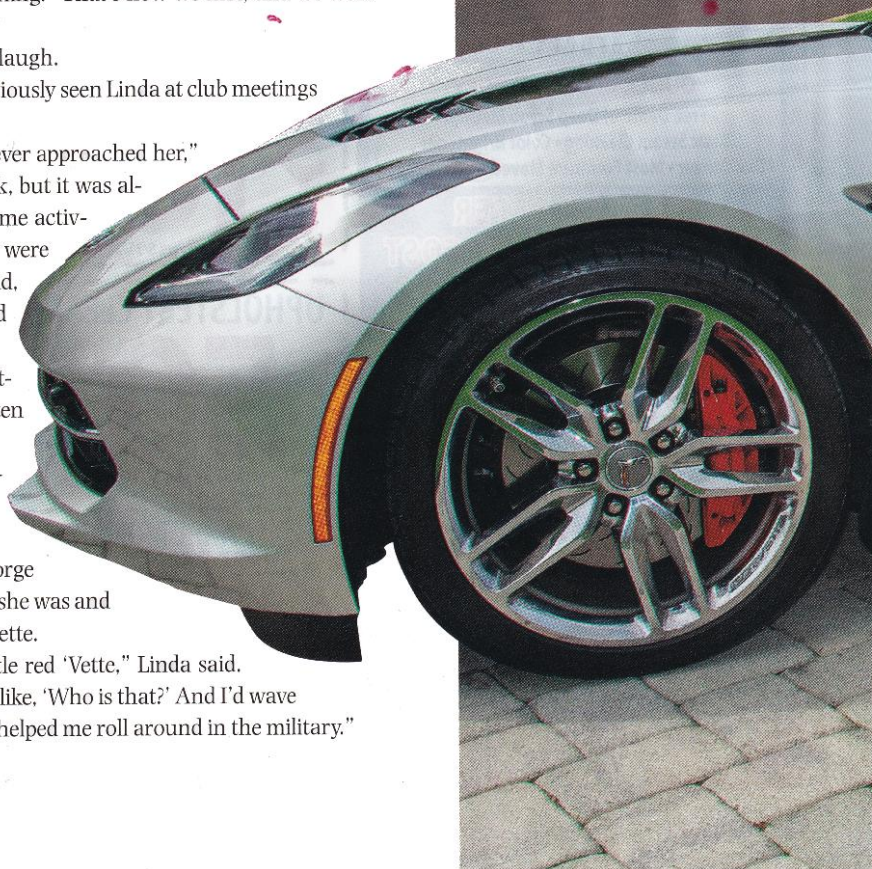 laugh.
iously seen Linda at club meetings
ever approached her,”
k, but it was al-
me activ-
were
d,
d
t-
en
orge
she was and
ette.
tle red ‘Vette,” Linda said.
like, ‘Who is that?’ And I’d wave
helped me roll around in the military.”